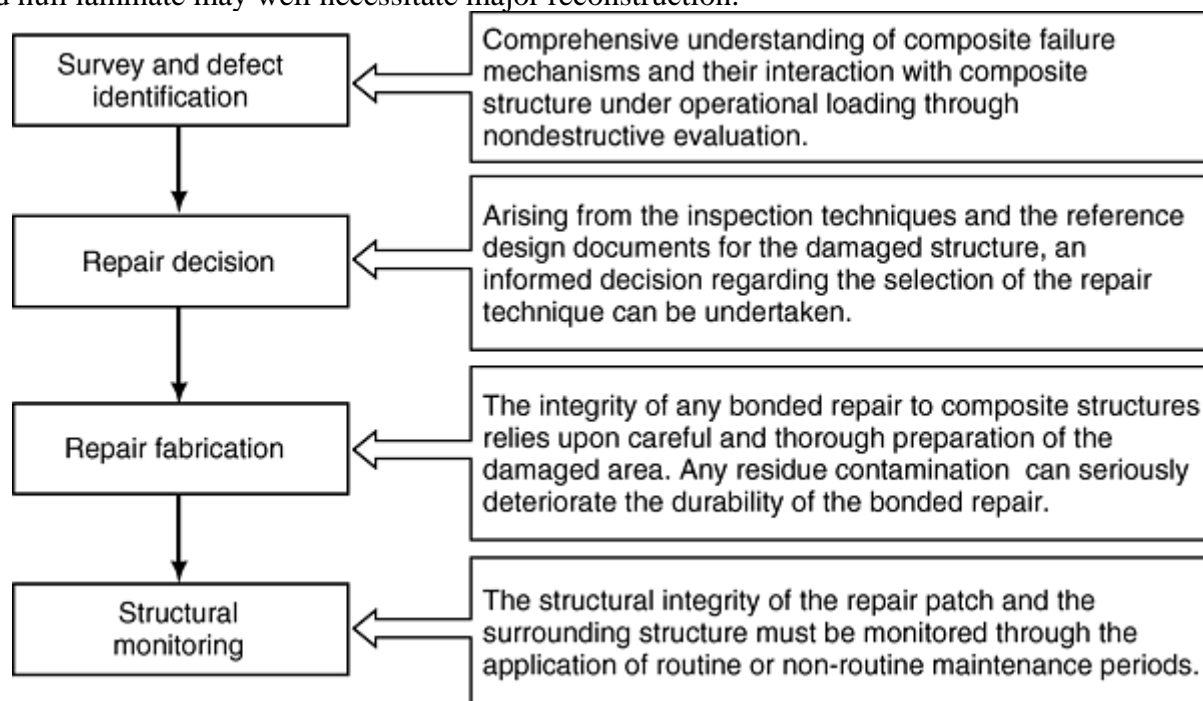 hull laminate may well necessitate major reconstruction.
Survey and defect
identification
Comprehensive understanding of composite failure
mechanisms and their interaction with composite
structure under operational loading through
nondestructive evaluation.
Repair decision
Arising from the inspection techniques and the reference
design documents for the damaged structure, an
informed decision regarding the selection of the repair
technique can be undertaken.
Repair fabrication
The integrity of any bonded repair to composite structures
relies upon careful and thorough preparation of the
damaged area. Any residue contamination can seriously
deteriorate the durability of the bonded repair.
Structural
monitoring
The structural integrity of the repair patch and the
surrounding structure must be monitored through the
application of routine or non-routine maintenance periods.